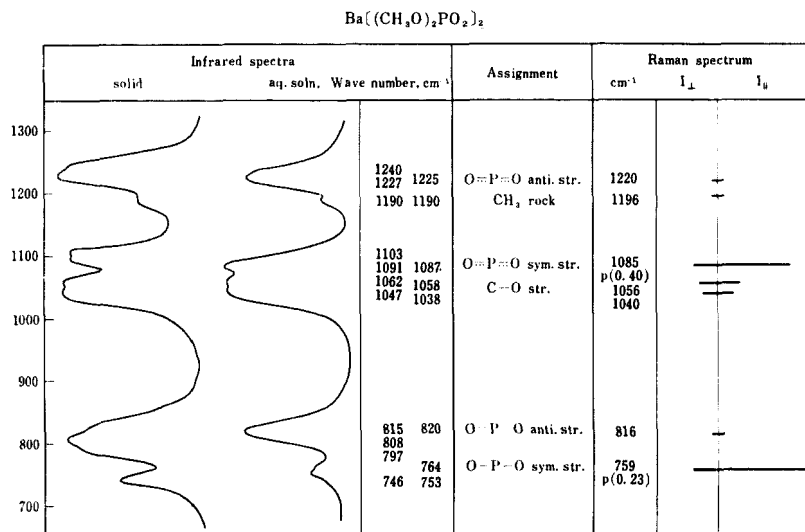 Ba[(CH₃O)₂PO₂]₂
Infrared spectra
Assignment
Raman spectrum
solid
aq. soln.
Wave number, cm⁻¹
cm⁻¹
I⊥
I∥
1300
1200
1100
1000
900
800
700
1240
1227 1225 O=P=O anti. str. 1220
1190 1190 CH₃ rock 1196
1103
1091 1087 O=P=O sym. str. 1085
p(0.40)
1062 1058 C-O str. 1056
1047 1038 1040
815 820 O-P-O anti. str. 816
808
797
764 O-P-O sym. str. 759
746 753 p(0.23)